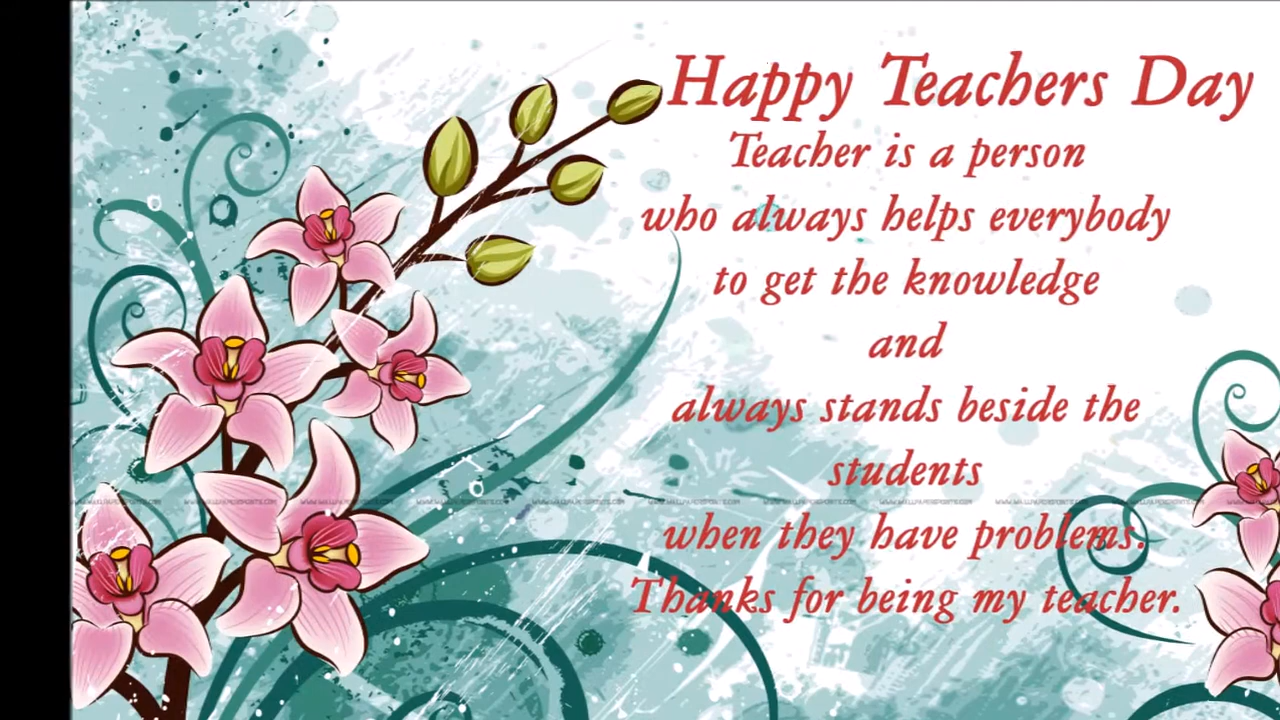 Happy Teachers Day
Teacher is a person
who always helps everybody
to get the knowledge
and
always stands beside the
students
when they have problems.
Thanks for being my teacher.